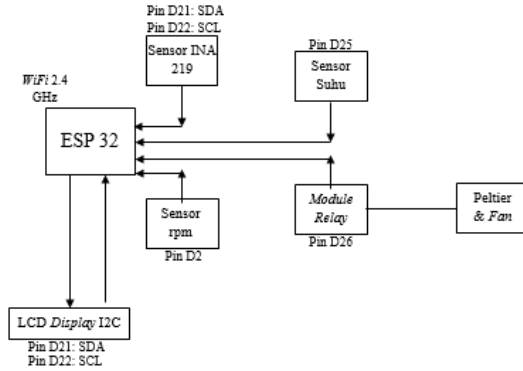 Pin D21: SDA
Pin D22: SCL
Sensor INA
219
Pin D25
Sensor
Suhu
WiFi 2.4
GHz
ESP 32
Sensor
rpm
Pin D2
Module
Relay
Pin D26
Peltier
& Fan
LCD Display I2C
Pin D21: SDA
Pin D22: SCL